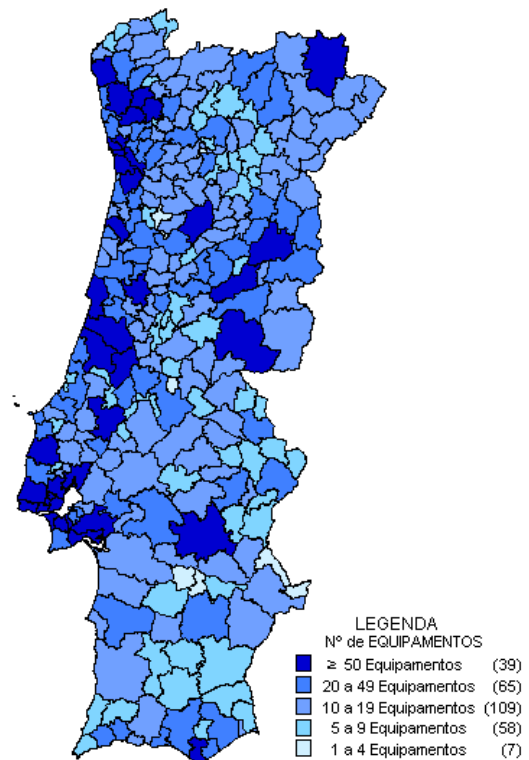 LEGENDA
Nº de EQUIPAMENTOS
≥ 50 Equipamentos (39)
20 a 49 Equipamentos (65)
10 a 19 Equipamentos (109)
5 a 9 Equipamentos (58)
1 a 4 Equipamentos (7)